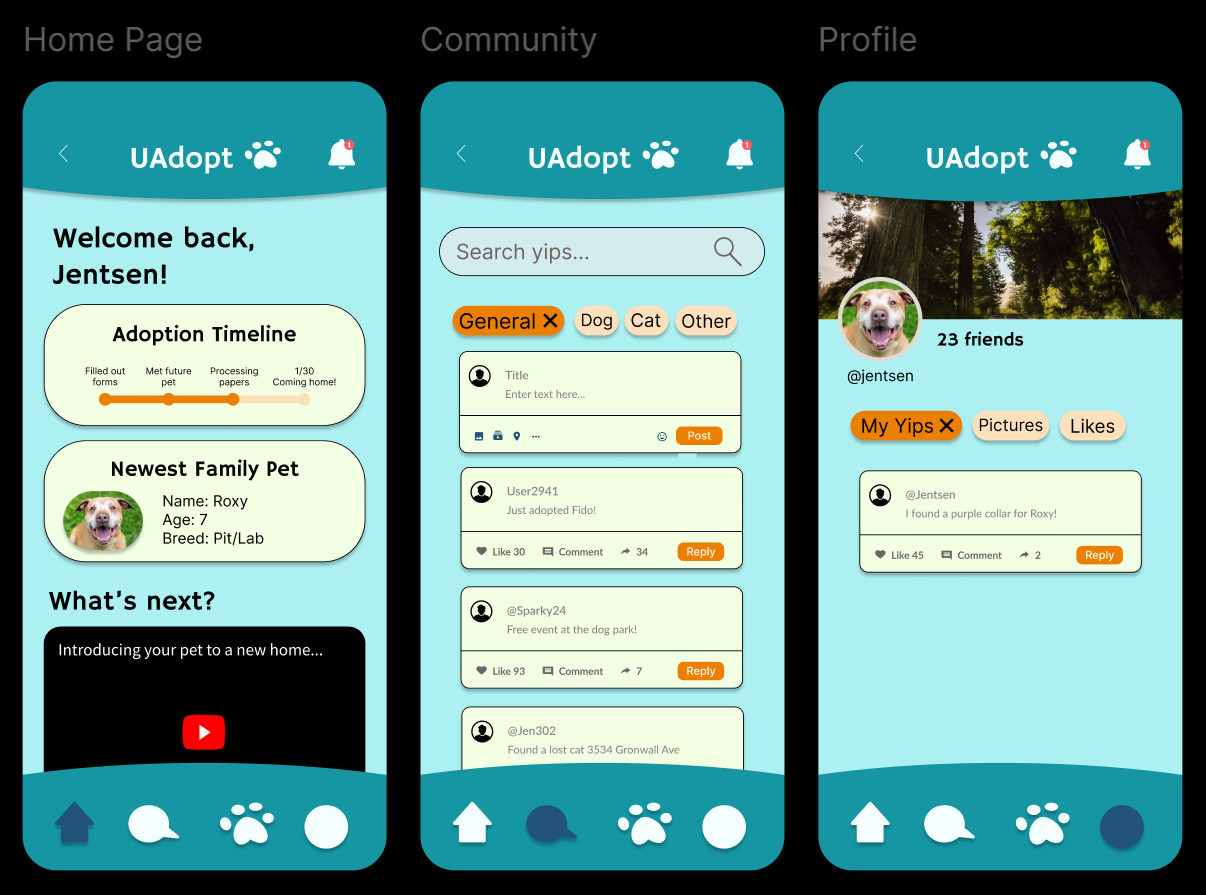 Home Page
UAdopt
1
Welcome back,
Jentsen!
Adoption Timeline
Filled out
forms
Met future
pet
Processing
papers
1/30
Coming home!
Newest Family Pet
Name: Roxy
Age: 7
Breed: Pit/Lab
What's next?
Introducing your pet to a new home...
Community
UAdopt
1
Search yips...
General
Dog
Cat
Other
Title
Enter text here...
Post
User2941
Just adopted Fido!
Like 30
Comment
34
Reply
@Sparky24
Free event at the dog park!
Like 93
Comment
7
Reply
@Jen302
Found a lost cat 3534 Gronwall Ave
Profile
UAdopt
1
23 friends
@jentsen
My Yips
Pictures
Likes
@Jentsen
I found a purple collar for Roxy!
Like 45
Comment
2
Reply